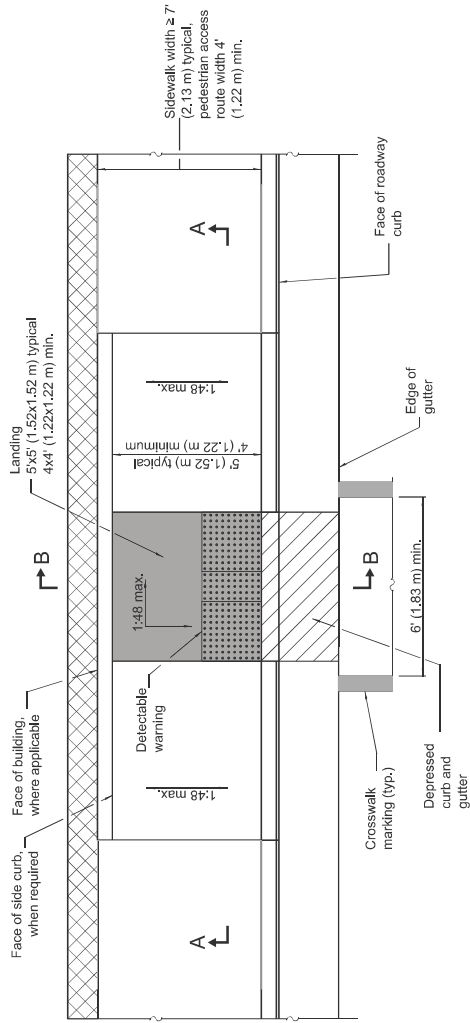 Face of side curb,
when required
Face of building,
where applicable
B
Landing
5'x5' (1.52x1.52 m) typical
4x4' (1.22x1.22 m) min.
Sidewalk width ≥ 7'
(2.13 m) typical,
pedestrian access
route width 4'
(1.22 m) min.
A
1:48 max.
Detectable
warning
1:48 max.
5' (1.52 m) typical
4' (1.22 m) minimum
1:48 max.
A
Crosswalk
marking (typ.)
Depressed
curb and
gutter
B
6' (1.83 m) min.
Edge of
gutter
Face of roadway
curb